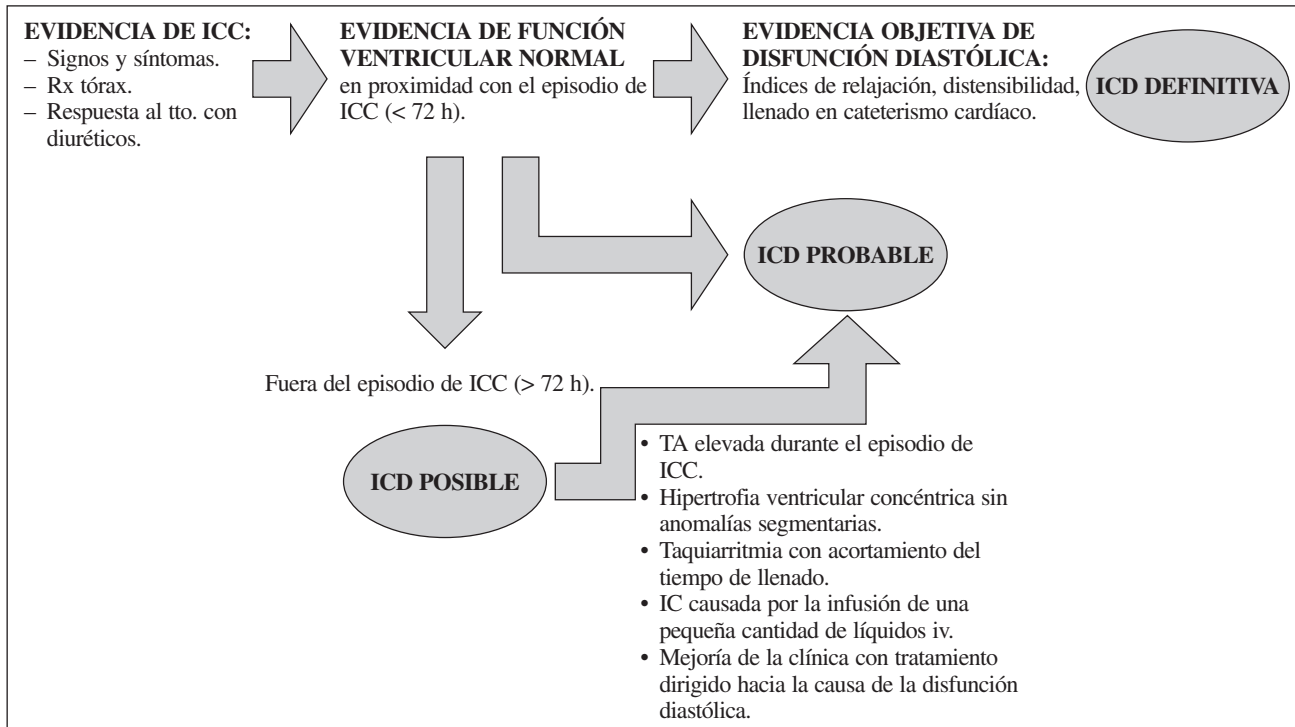 EVIDENCIA DE ICC:
– Signos y síntomas.
– Rx tórax.
– Respuesta al tto. con
diuréticos.
EVIDENCIA DE FUNCIÓN
VENTRICULAR NORMAL
en proximidad con el episodio de
ICC (< 72 h).
EVIDENCIA OBJETIVA DE
DISFUNCIÓN DIASTÓLICA:
Índices de relajación, distensibilidad,
llenado en cateterismo cardíaco.
ICD DEFINITIVA
ICD PROBABLE
Fuera del episodio de ICC (> 72 h).
ICD POSIBLE
• TA elevada durante el episodio de
ICC.
• Hipertrofia ventricular concéntrica sin
anomalías segmentarias.
• Taquiarritmia con acortamiento del
tiempo de llenado.
• IC causada por la infusión de una
pequeña cantidad de líquidos iv.
• Mejoría de la clínica con tratamiento
dirigido hacia la causa de la disfunción
diastólica.